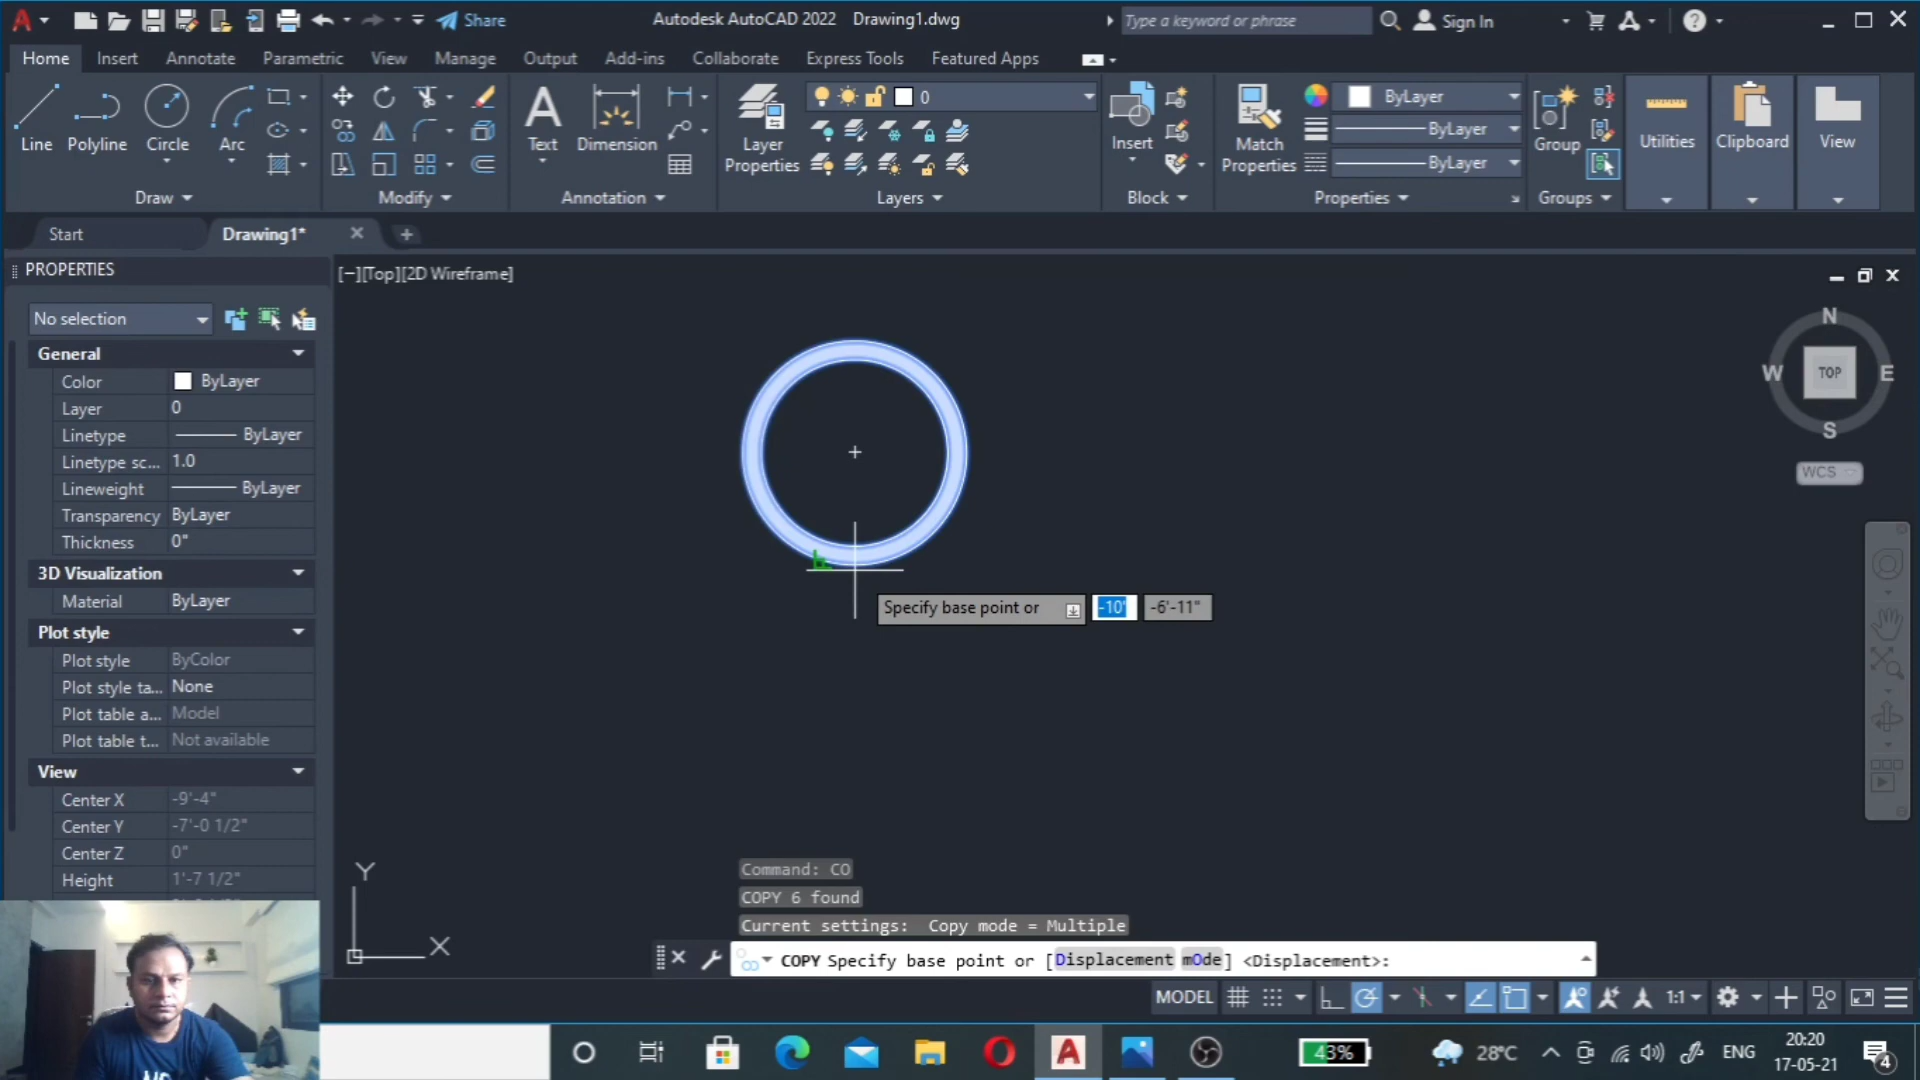 Share
Autodesk AutoCAD 2022 Drawing1.dwg
Type a keyword or phrase
Sign In
Home Insert Annotate Parametric View Manage Output Add-ins Collaborate Express Tools Featured Apps
Line Polyline Circle Arc
Text Dimension
Layer Properties
0
Insert
Match Properties
ByLayer
ByLayer
ByLayer
Group
Utilities
Clipboard
View
Draw Modify Annotation Layers Block Properties Groups
Start Drawing1*
PROPERTIES
[−][Top][2D Wireframe]
No selection
General
Color ByLayer
Layer 0
Linetype ByLayer
Linetype sc... 1.0
Lineweight ByLayer
Transparency ByLayer
Thickness 0"
3D Visualization
Material ByLayer
Plot style
Plot style ByColor
Plot style ta... None
Plot table a... Model
Plot table t... Not available
View
Center X -9'-4"
Center Y -7'-0 1/2"
Center Z 0"
Height 1'-7 1/2"
N
W TOP E
S
WCS
Specify base point or -10' -6'-11"
Y
X
Command: CO
COPY 6 found
Current settings: Copy mode = Multiple
COPY Specify base point or [Displacement mOde] <Displacement>:
MODEL 1:1
43% 28°C ENG 20:20
17-05-21 4